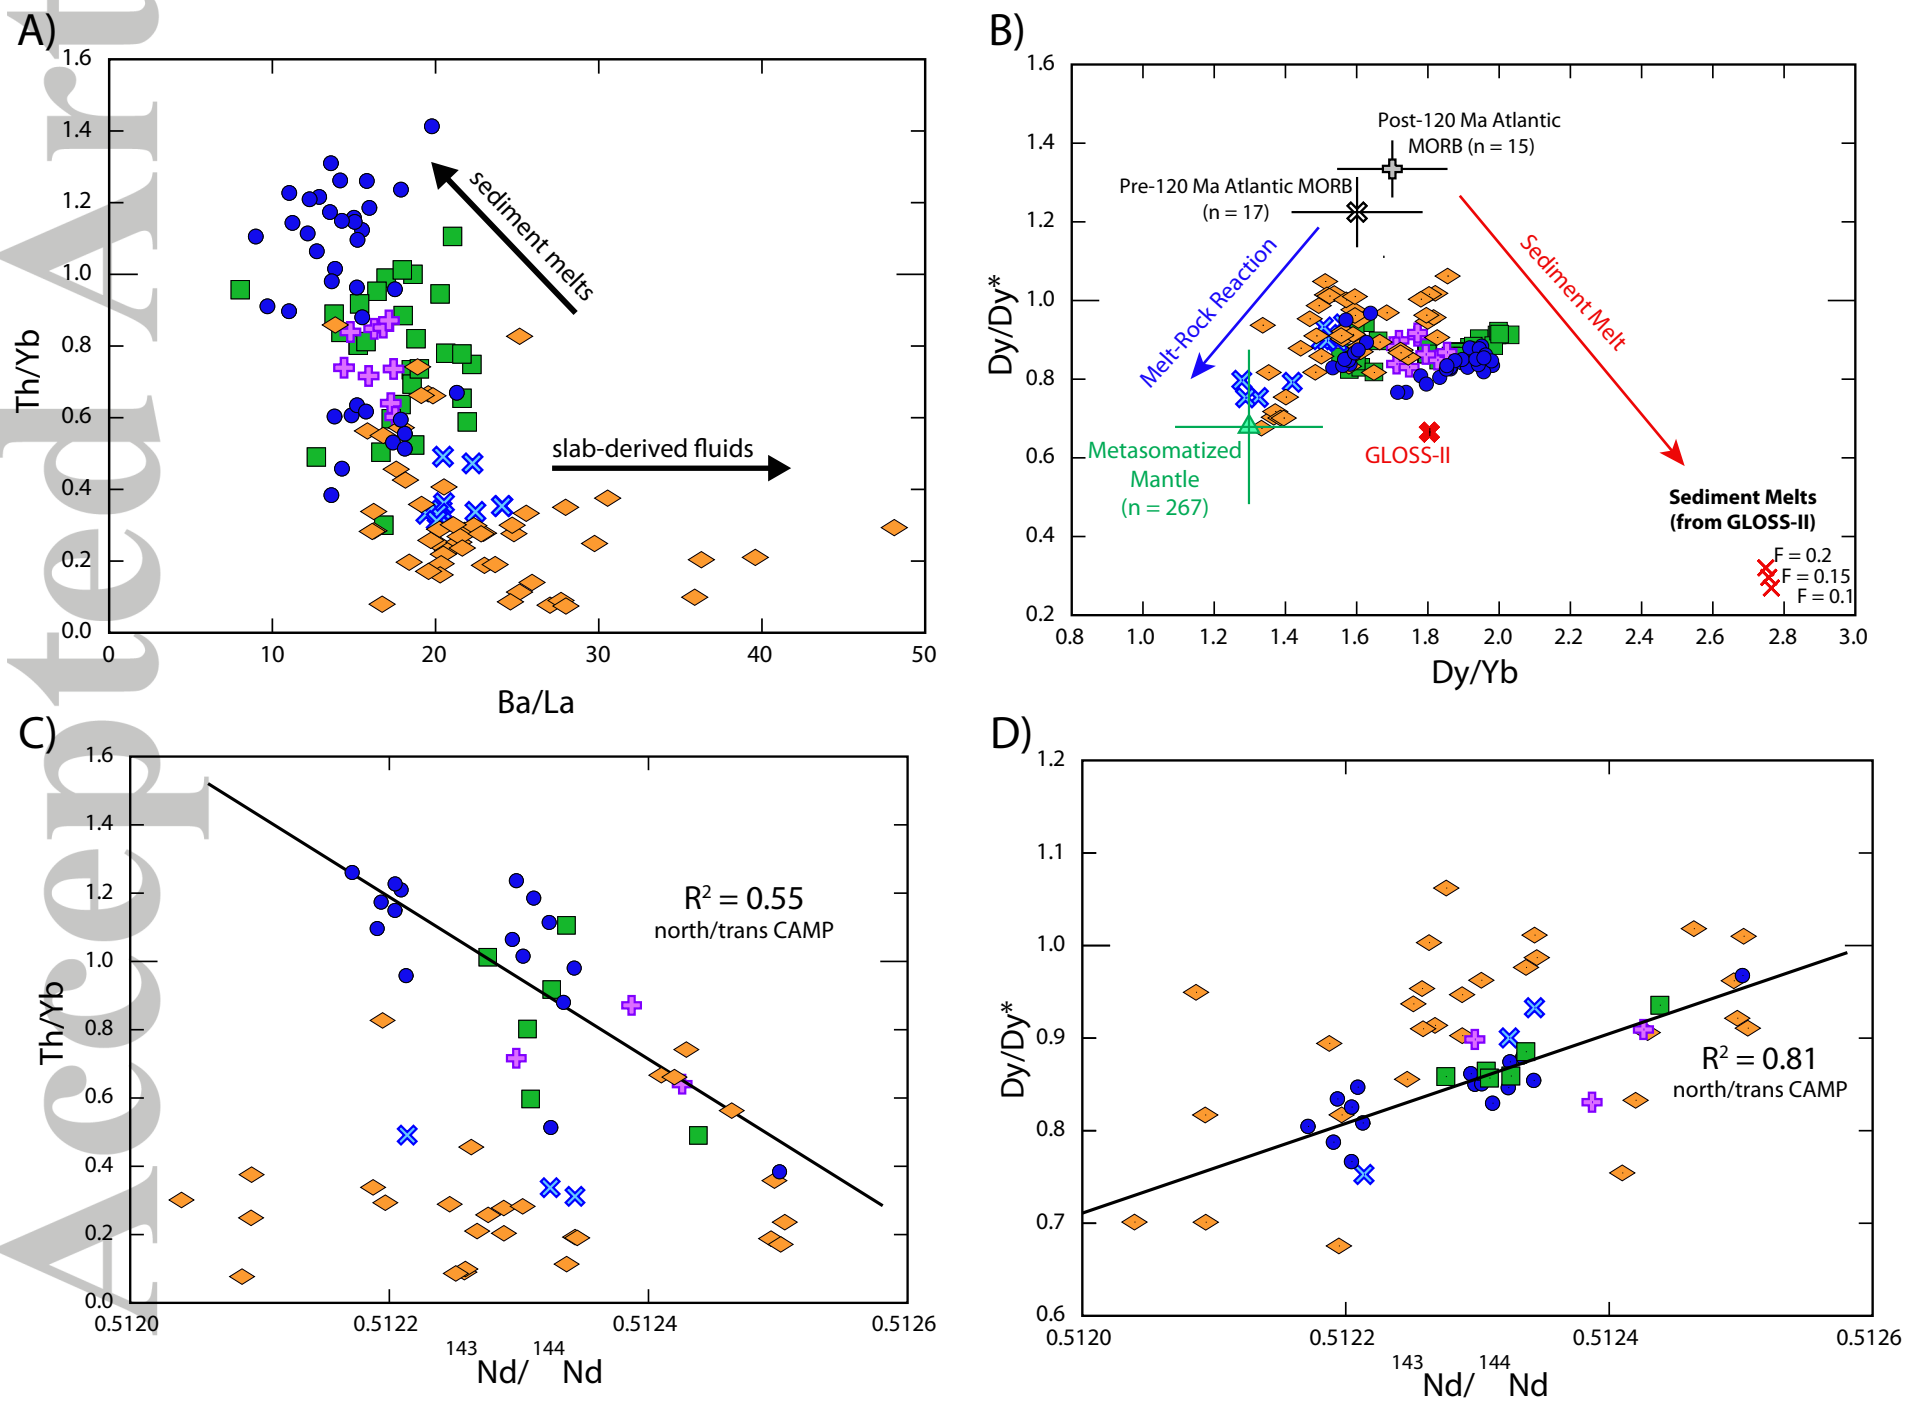 Accepted Art
A)
1.6
1.4
1.2
1.0
0.8
0.6
0.4
0.2
0.0
Th/Yb
0
10
20
30
40
50
Ba/La
sediment melts
slab-derived fluids
B)
1.6
1.4
1.2
1.0
0.8
0.6
0.4
0.2
Dy/Dy*
0.8
1.0
1.2
1.4
1.6
1.8
2.0
2.2
2.4
2.6
2.8
3.0
Dy/Yb
Post-120 Ma Atlantic
MORB (n = 15)
Pre-120 Ma Atlantic MORB
(n = 17)
Melt-Rock Reaction
Sediment Melt
Metasomatized
Mantle
(n = 267)
GLOSS-II
Sediment Melts
(from GLOSS-II)
F = 0.2
F = 0.15
F = 0.1
C)
1.6
1.4
1.2
1.0
0.8
0.6
0.4
0.2
0.0
Th/Yb
0.5120
0.5122
0.5124
0.5126
143Nd/144Nd
R2 = 0.55
north/trans CAMP
D)
1.2
1.1
1.0
0.9
0.8
0.7
0.6
Dy/Dy*
0.5120
0.5122
0.5124
0.5126
143Nd/144Nd
R2 = 0.81
north/trans CAMP